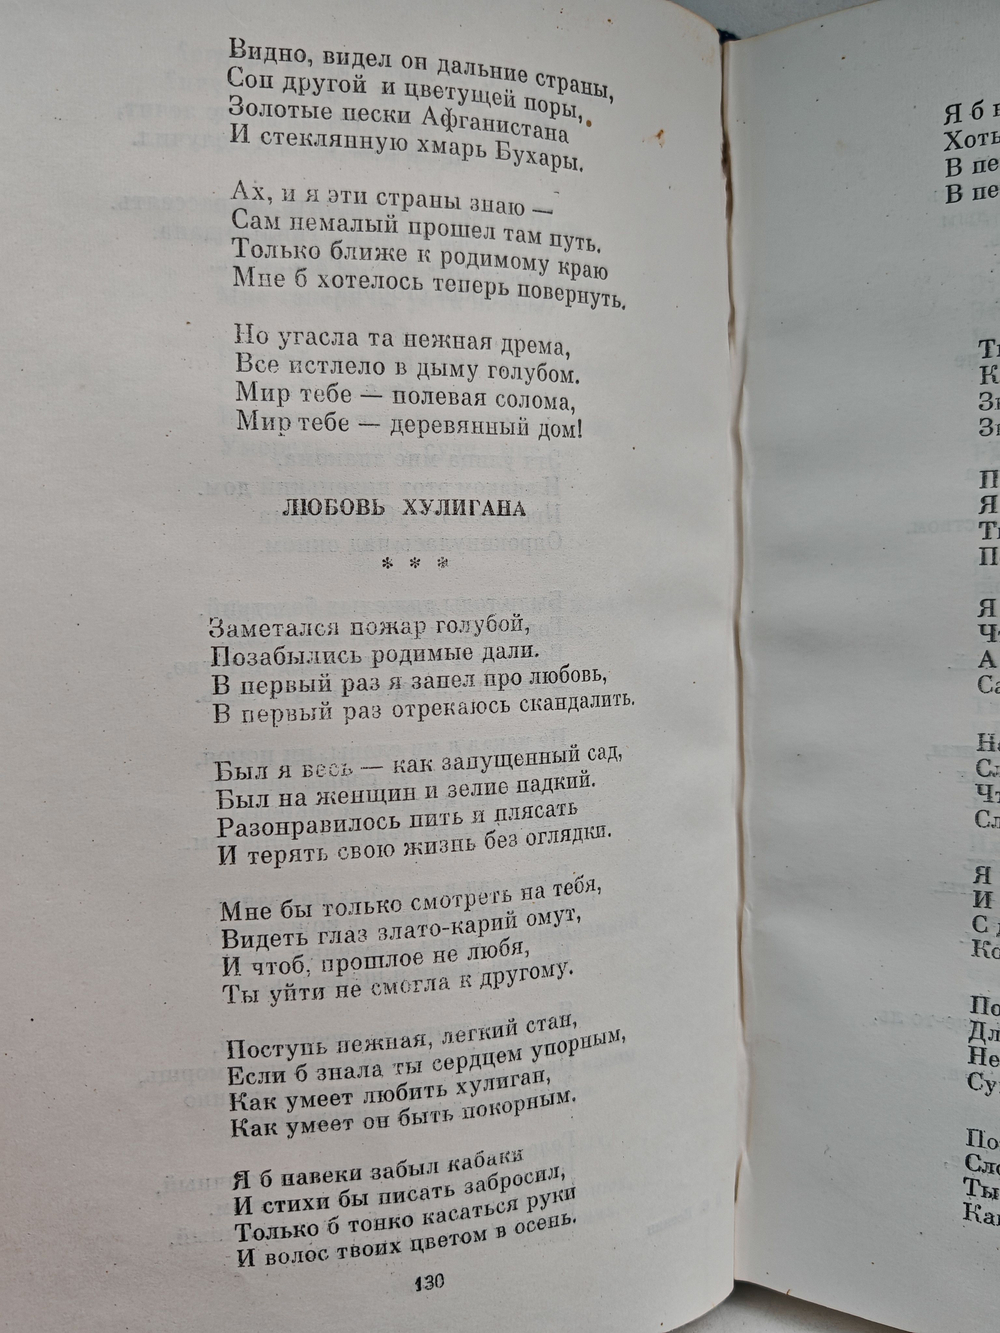 Видно, видел он дальние страны,
Сон другой и цветущей поры,
Золотые пески Афганистана
И стеклянную хмарь Бухары.
Ах, и я эти страны знаю —
Сам немалый прошел там путь.
Только ближе к родимому краю
Мне б хотелось теперь повернуть.
Но угасла та нежная дрема,
Все истлело в дыму голубом.
Мир тебе — полевая солома,
Мир тебе — деревянный дом!
ЛЮБОВЬ ХУЛИГАНА
* * *
Заметался пожар голубой,
Позабылись родимые дали.
В первый раз я запел про любовь,
В первый раз отрекаюсь скандалить.
Был я весь — как запущенный сад,
Был на женщин и зелие падкий.
Разонравилось пить и плясать
И терять свою жизнь без оглядки.
Мне бы только смотреть на тебя,
Видеть глаз злато-карий омут,
И чтоб, прошлое не любя,
Ты уйти не смогла к другому.
Поступь нежная, легкий стан,
Если б знала ты сердцем упорным,
Как умеет любить хулиган,
Как умеет он быть покорным.
Я б навеки забыл кабаки
И стихи бы писать забросил,
Только б тонко касаться руки
И волос твоих цветом в осень.
130
Я б
Хоть
В
В
Я
Я
А
Я
И
С
Не
Ты